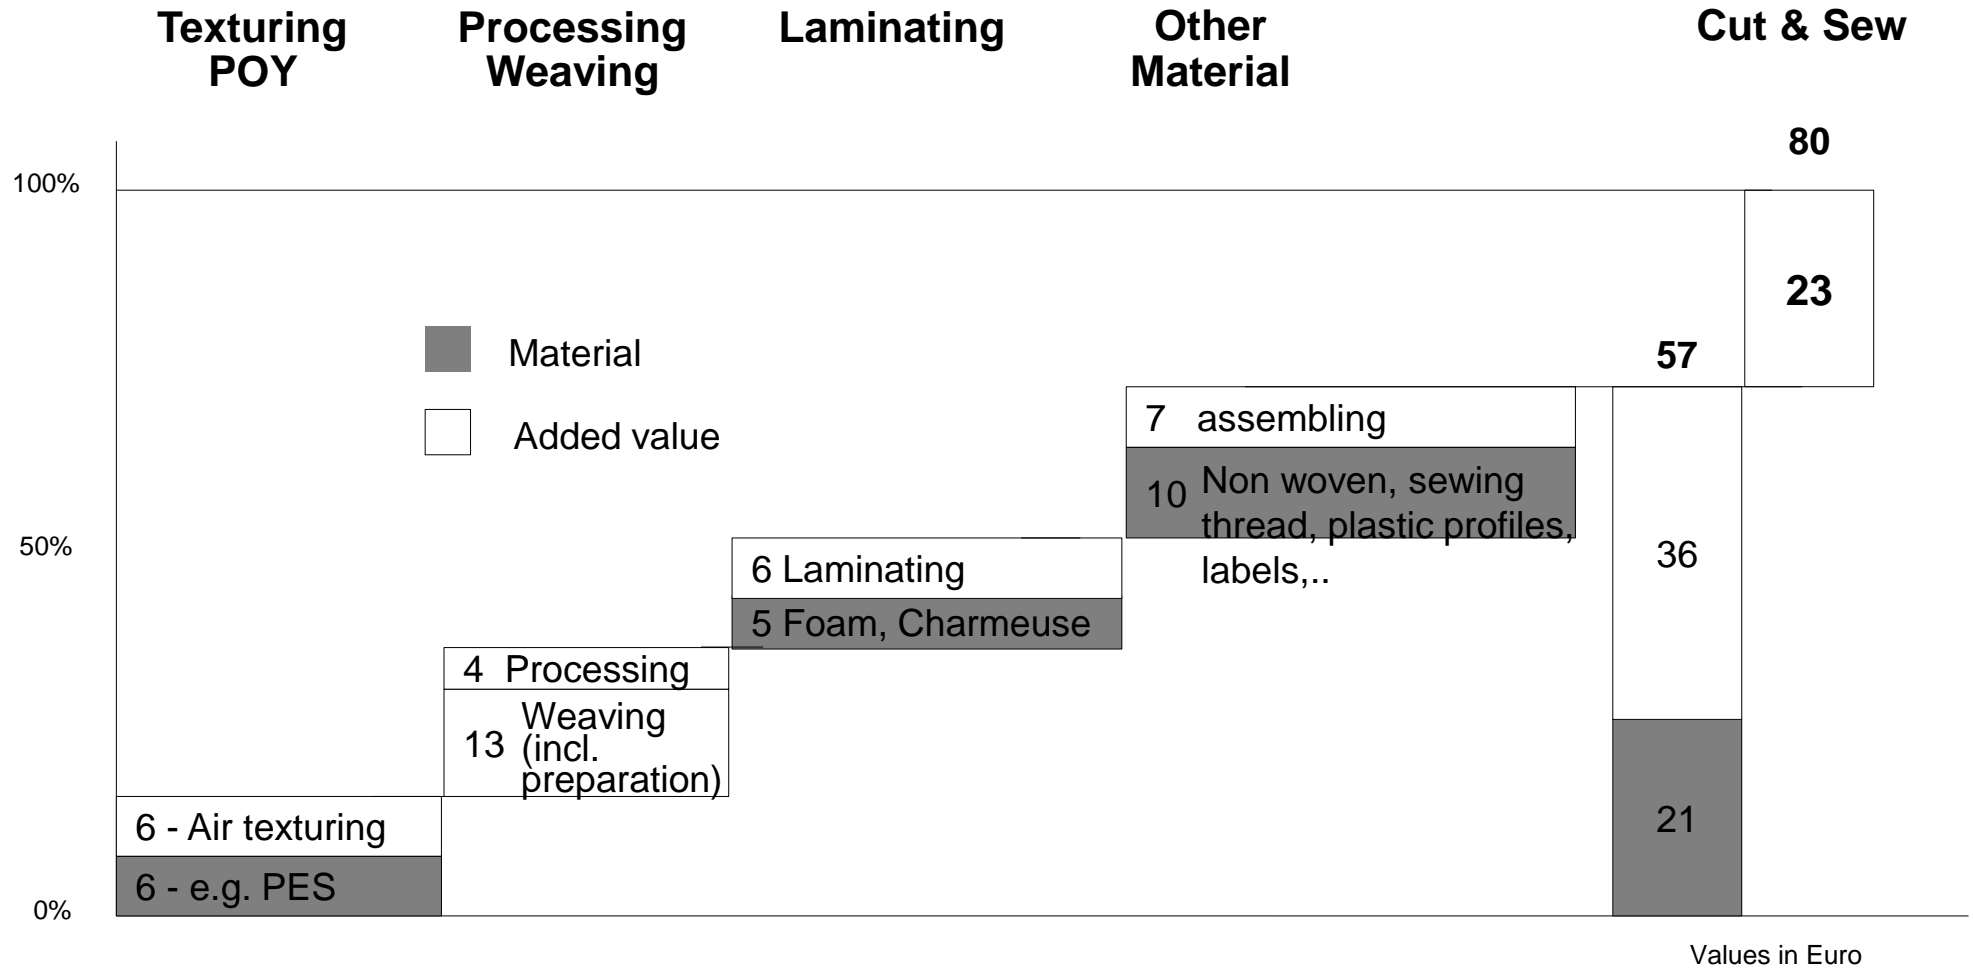 Texturing
POY
Processing
Weaving
Laminating
Other
Material
Cut & Sew
80
100%
23
Material
57
Added value
7 assembling
10 Non woven, sewing
thread, plastic profiles,
labels,..
50%
36
6 Laminating
5 Foam, Charmeuse
4 Processing
13 Weaving
(incl.
preparation)
6 - Air texturing
21
6 - e.g. PES
0%
Values in Euro